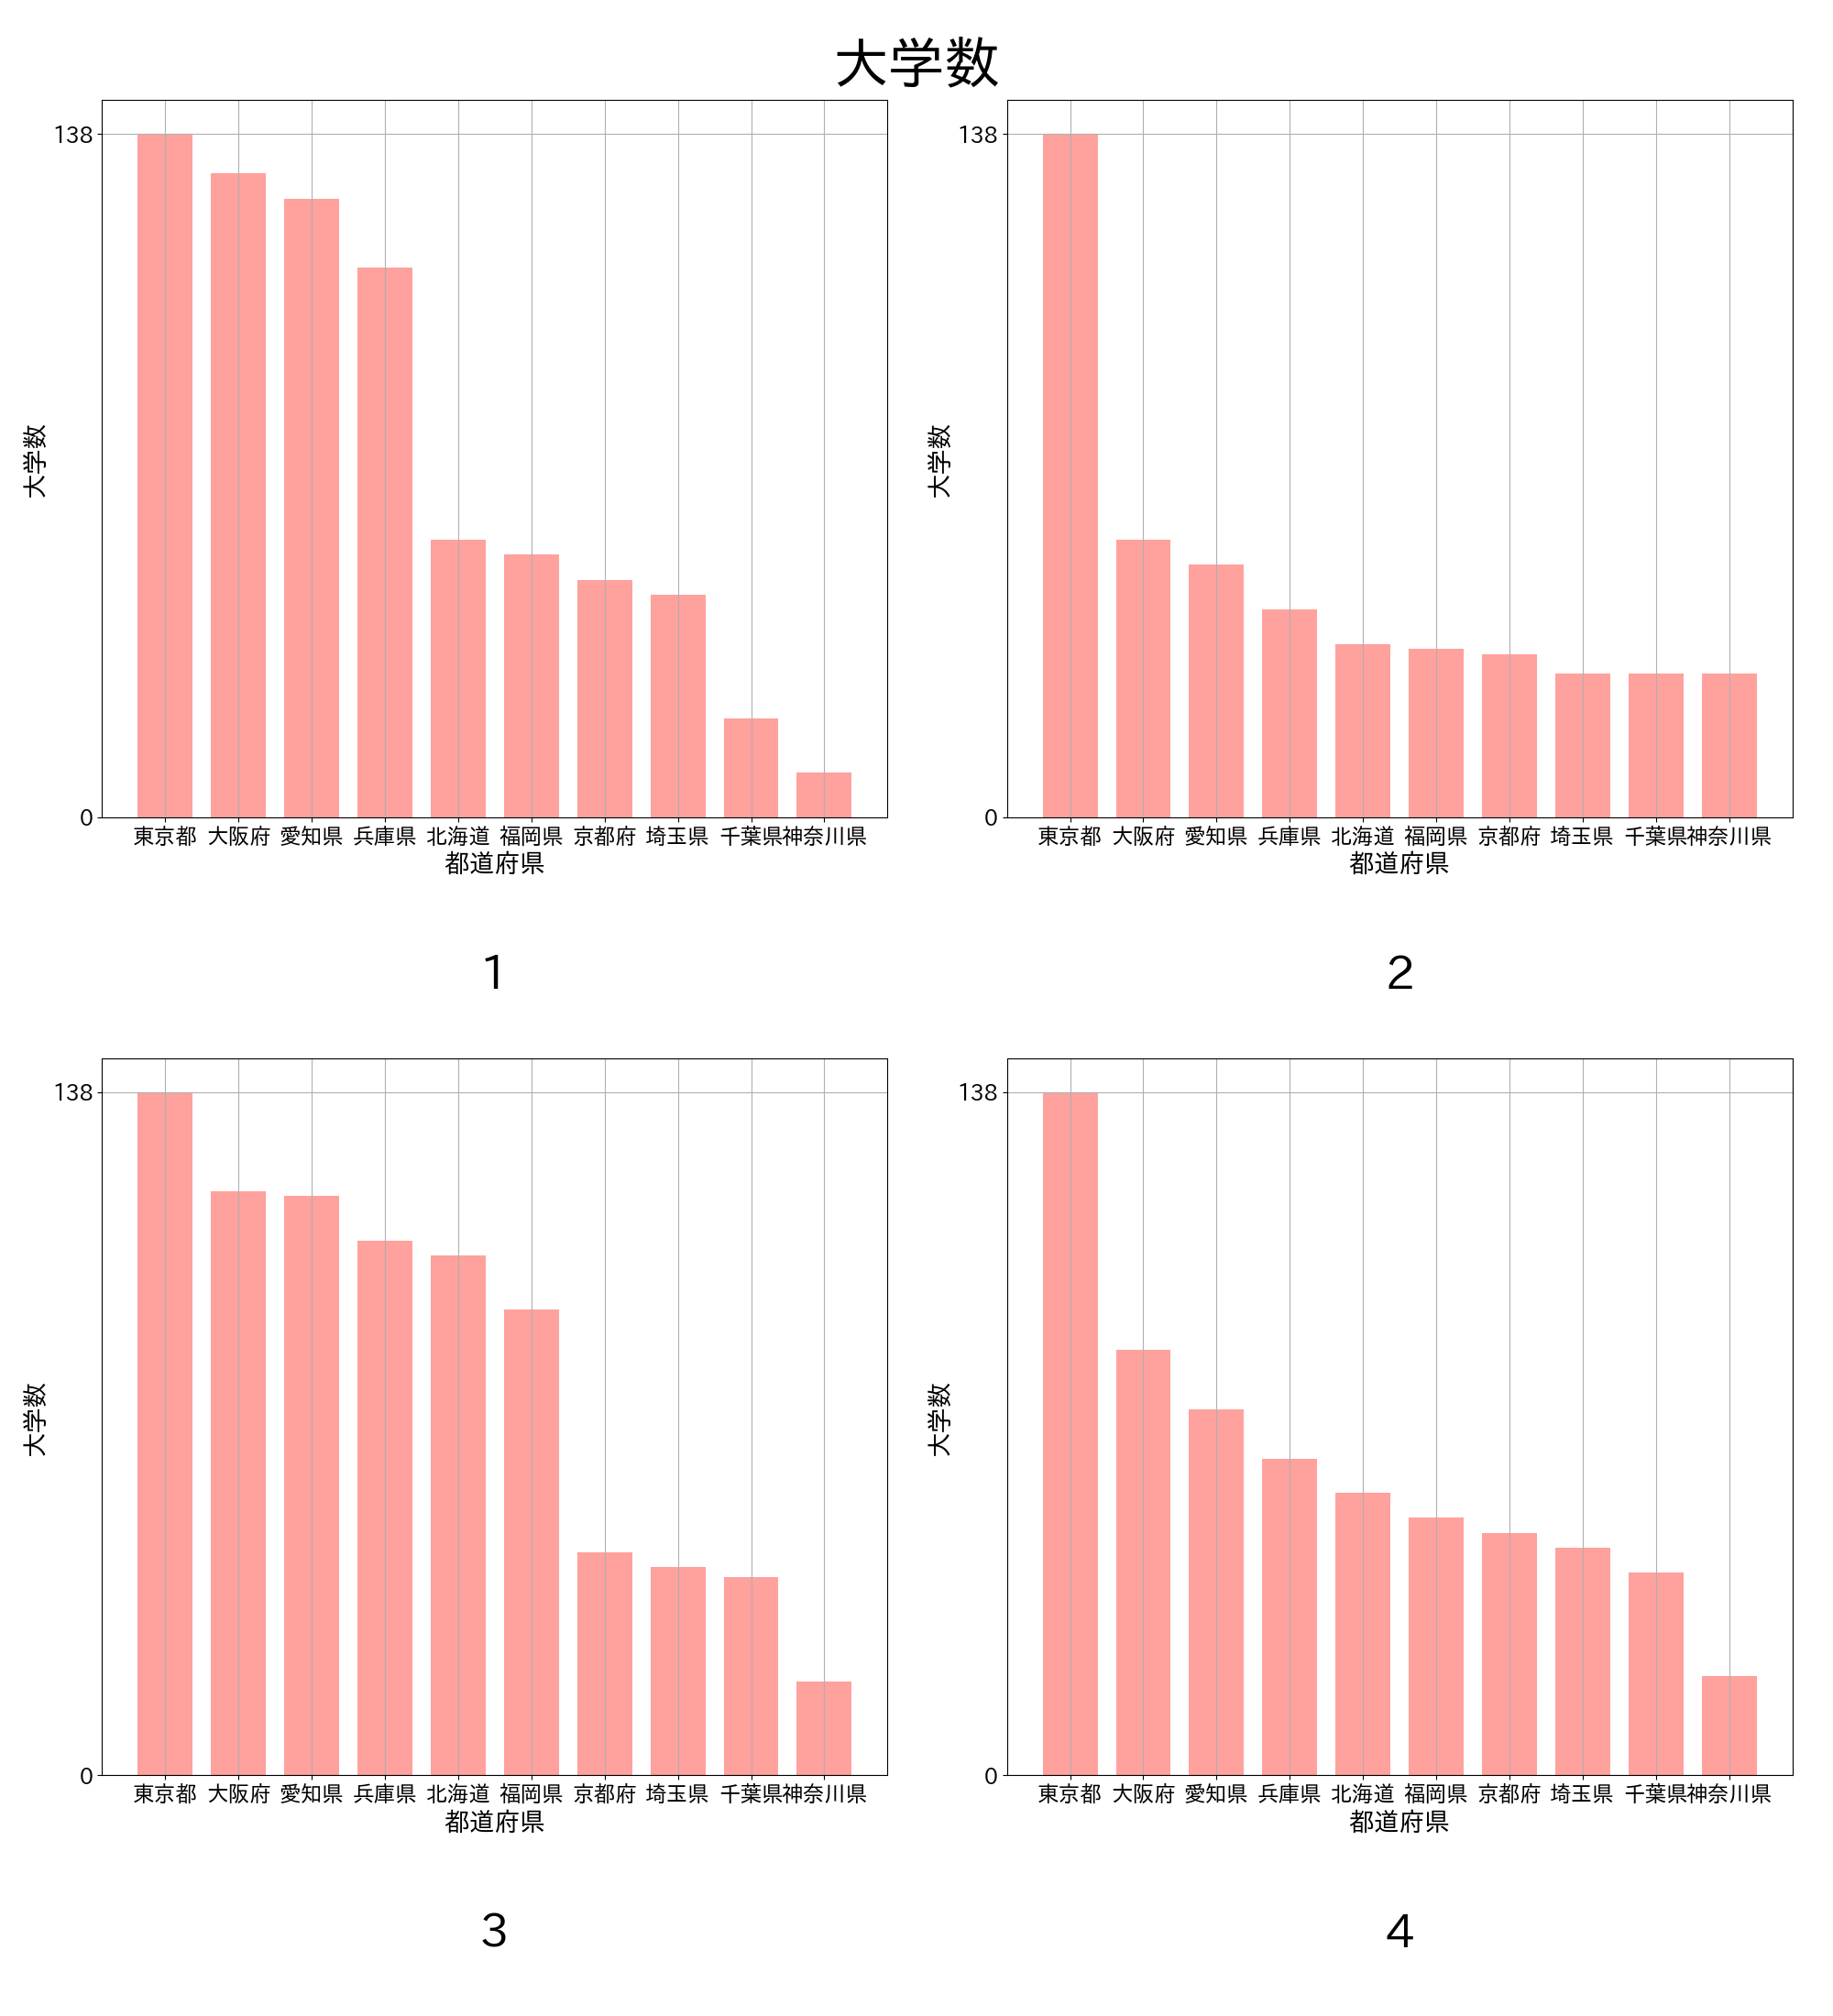 大学数
138
0
大学数
東京都 大阪府 愛知県 兵庫県 北海道 福岡県 京都府 埼玉県 千葉県 神奈川県
都道府県
1
138
0
大学数
東京都 大阪府 愛知県 兵庫県 北海道 福岡県 京都府 埼玉県 千葉県 神奈川県
都道府県
2
138
0
大学数
東京都 大阪府 愛知県 兵庫県 北海道 福岡県 京都府 埼玉県 千葉県 神奈川県
都道府県
3
138
0
大学数
東京都 大阪府 愛知県 兵庫県 北海道 福岡県 京都府 埼玉県 千葉県 神奈川県
都道府県
4